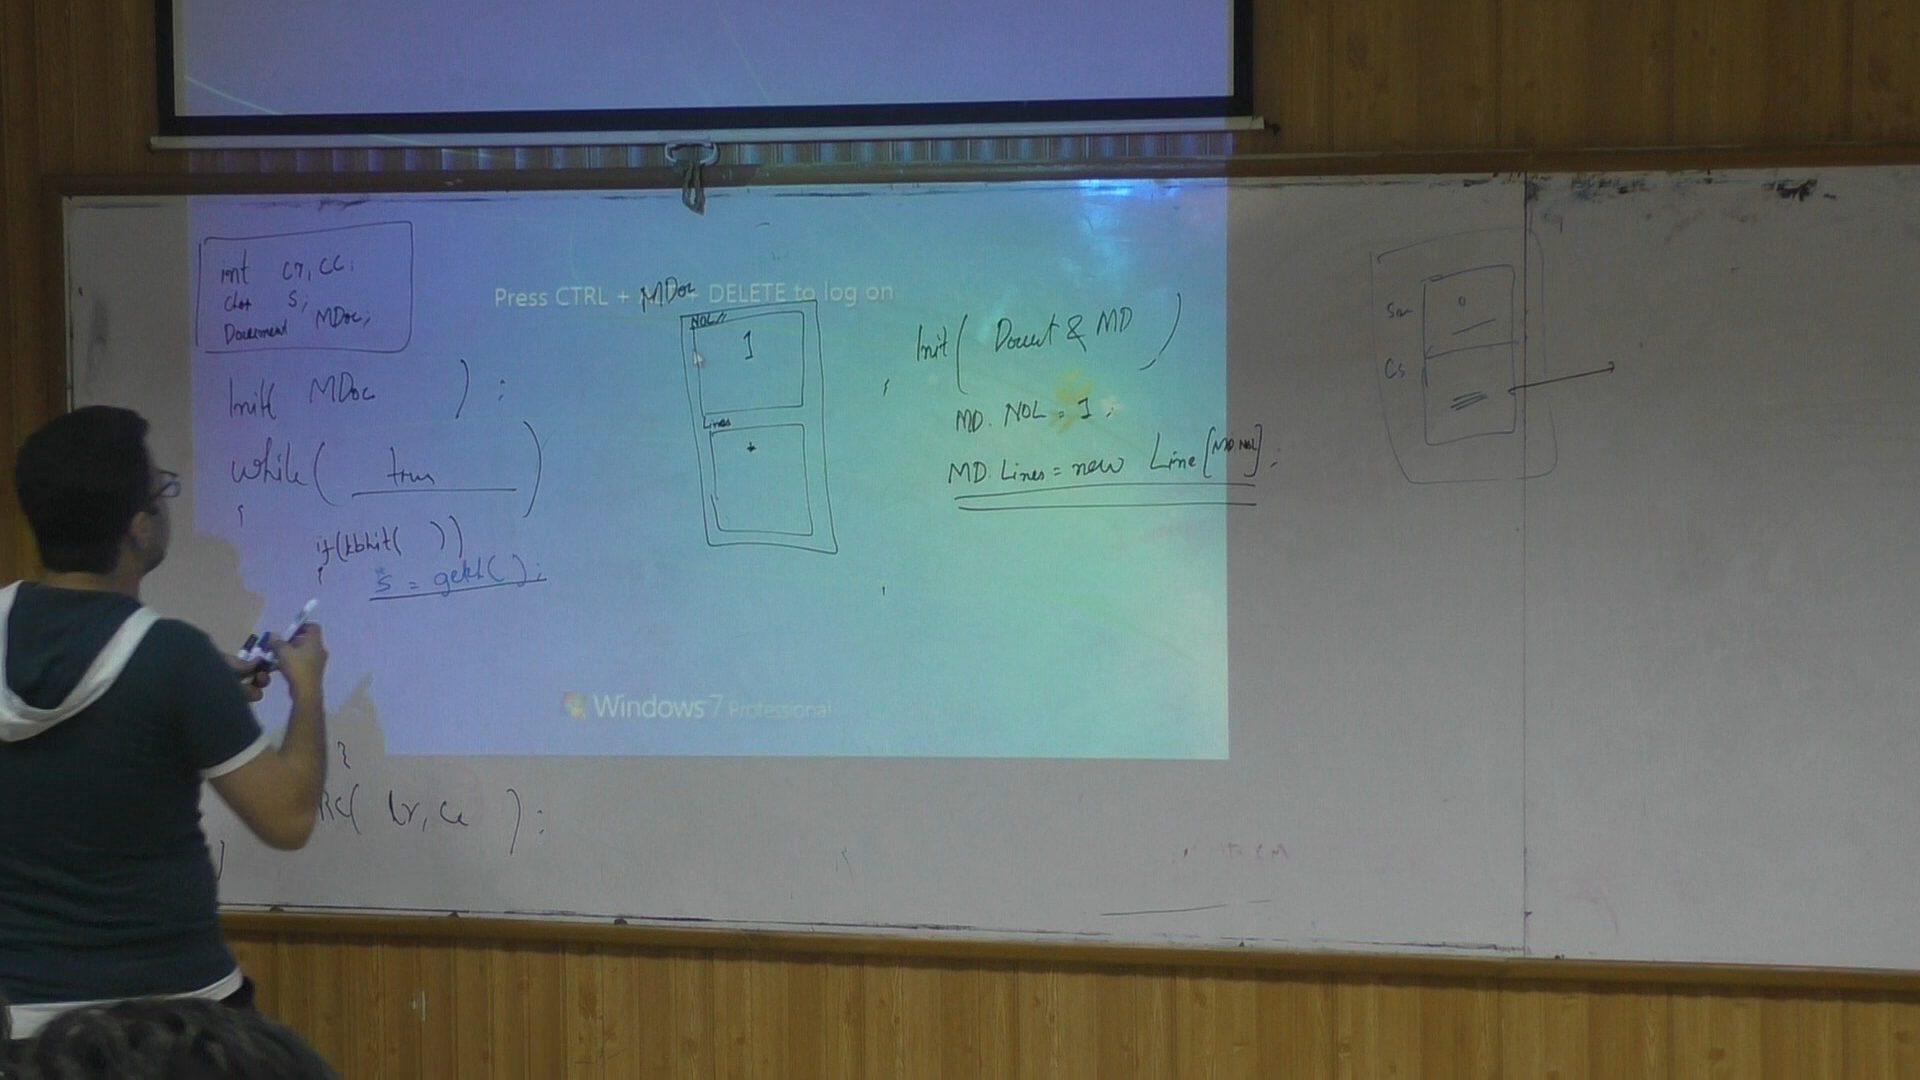 int cr, cc;
char s;
Document MDoc;
Init( MDoc );
while( true )
{
if(kbhit( ))
{
s = getch( );
}
RC( cr, cc );
Press CTRL + + DELETE to log on
MDoc
NOL
1
Lines
Windows 7 Professional
Init( Document & MD )
{
MD. NOL = 1;
MD. Lines = new Line[MD.NOL];
Cs